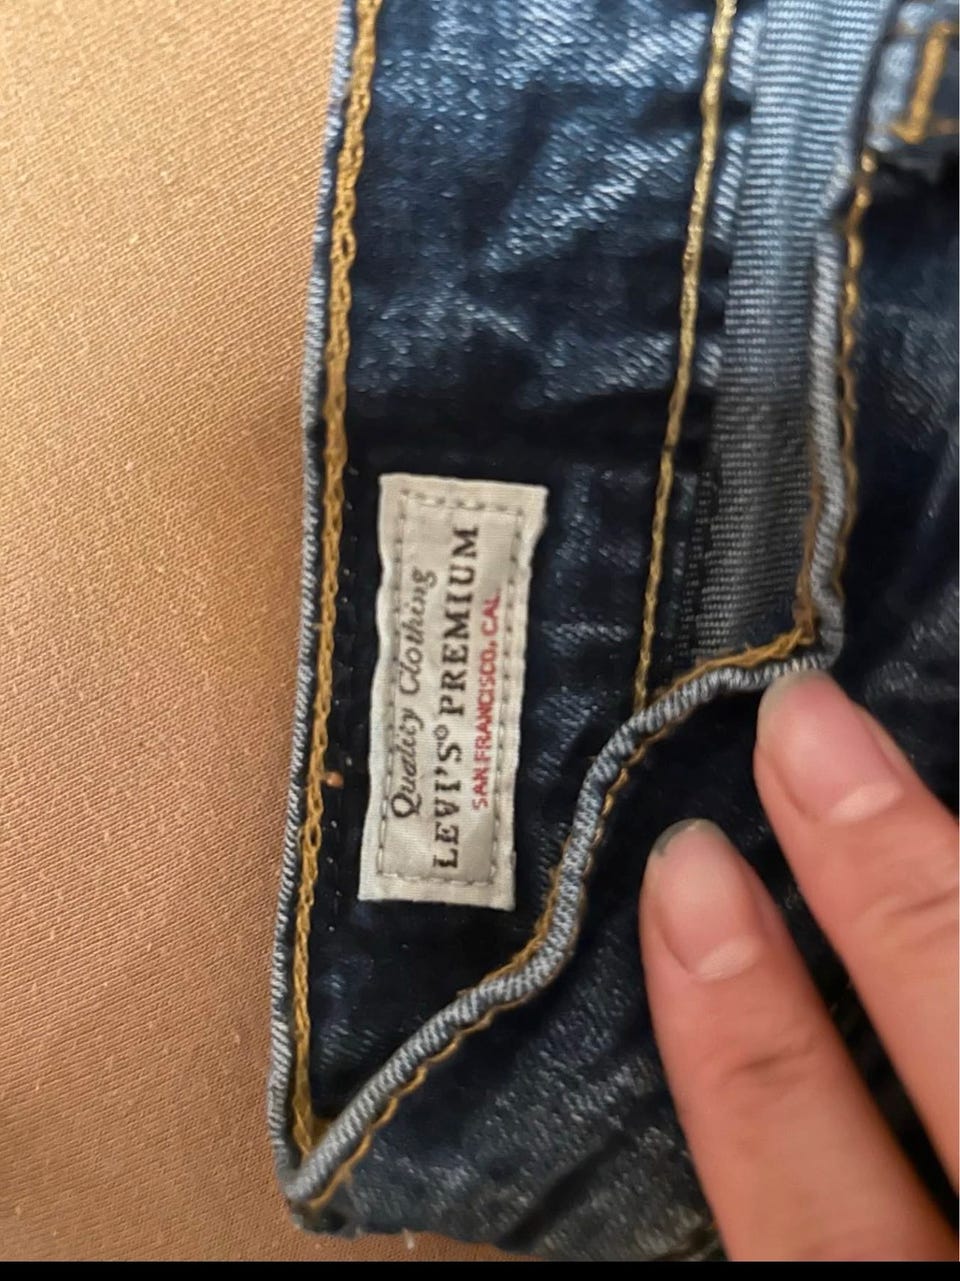 Quality Clothing
LEVI'S® PREMIUM
SAN FRANCISCO, CAL.